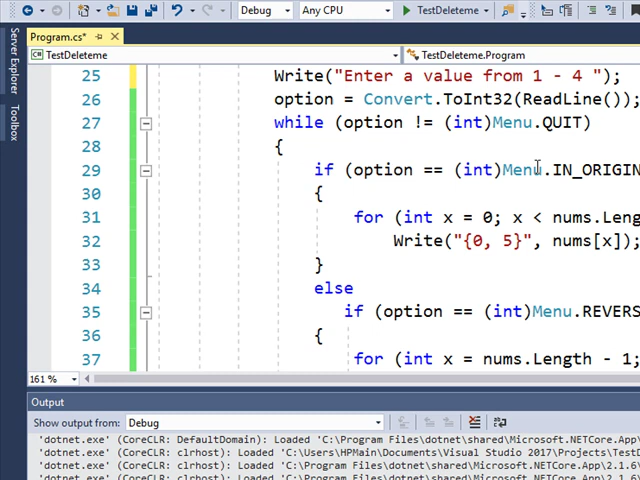 Debug Any CPU TestDeleteme
Program.cs*
TestDeleteme TestDeleteme.Program
Server Explorer
Toolbox
25 Write("Enter a value from 1 - 4 ");
26 option = Convert.ToInt32(ReadLine());
27 while (option != (int)Menu.QUIT)
28 {
29 if (option == (int)Menu.IN_ORIGIN
30 {
31 for (int x = 0; x < nums.Leng
32 Write("{0, 5}", nums[x]);
33 }
34 else
35 if (option == (int)Menu.REVERS
36 {
37 for (int x = nums.Length - 1;
161 %
Output
Show output from: Debug
'dotnet.exe' (CoreCLR: DefaultDomain): Loaded 'C:\Program Files\dotnet\shared\Microsoft.NETCore.App\
'dotnet.exe' (CoreCLR: clrhost): Loaded 'C:\Users\HPMain\Documents\Visual Studio 2017\Projects\TestD
'dotnet.exe' (CoreCLR: clrhost): Loaded 'C:\Program Files\dotnet\shared\Microsoft.NETCore.App\2.1.6\
'dotnet.exe' (CoreCLR: clrhost): Loaded 'C:\Program Files\dotnet\shared\Microsoft.NETCore.App\2.1.6\